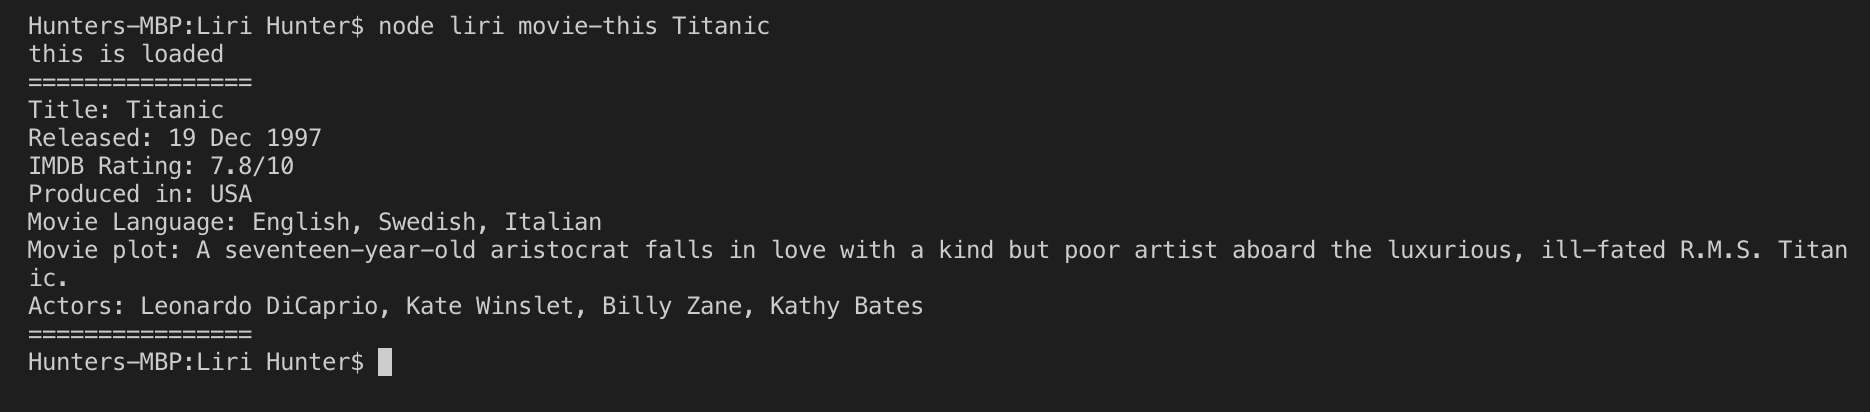 Hunters-MBP:Liri Hunter$ node liri movie-this Titanic
this is loaded
================
Title: Titanic
Released: 19 Dec 1997
IMDB Rating: 7.8/10
Produced in: USA
Movie Language: English, Swedish, Italian
Movie plot: A seventeen-year-old aristocrat falls in love with a kind but poor artist aboard the luxurious, ill-fated R.M.S. Titan
ic.
Actors: Leonardo DiCaprio, Kate Winslet, Billy Zane, Kathy Bates
================
Hunters-MBP:Liri Hunter$